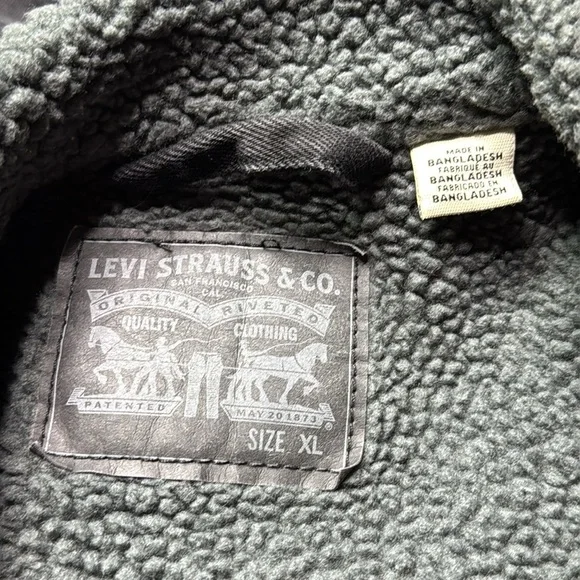 LEVI STRAUSS & CO.
SAN FRANCISCO
CAL
ORIGINAL RIVETED
QUALITY CLOTHING
PATENTED MAY 20 1873
SIZE XL
MADE IN
BANGLADESH
FABRIQUÉ AU
BANGLADESH
FABRICADO EN
BANGLADESH